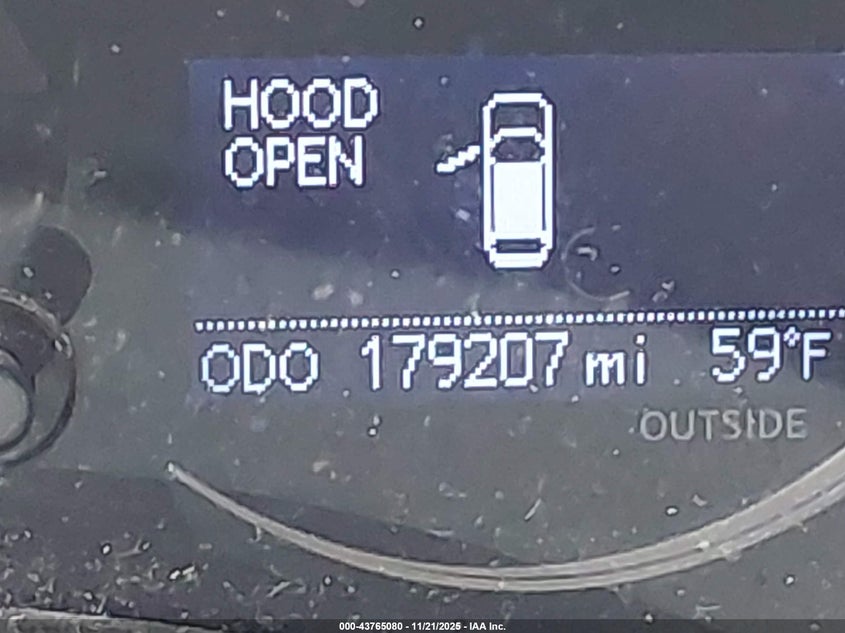 HOOD
OPEN
ODO 179207 mi 59°F
OUTSIDE
000-43765080 - 11/21/2025 - IAA Inc.